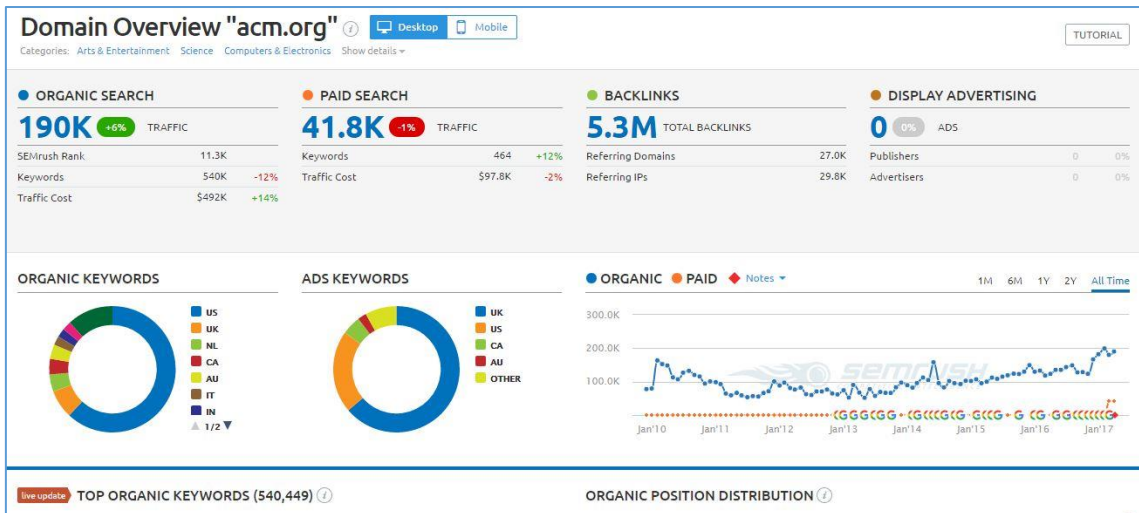 Domain Overview "acm.org" i Desktop Mobile
TUTORIAL
Categories: Arts & Entertainment Science Computers & Electronics Show details
ORGANIC SEARCH
190K +6% TRAFFIC
SEMrush Rank 11.3K
Keywords 540K -12%
Traffic Cost $492K +14%
PAID SEARCH
41.8K -1% TRAFFIC
Keywords 464 +12%
Traffic Cost $97.8K -2%
BACKLINKS
5.3M TOTAL BACKLINKS
Referring Domains 27.0K
Referring IPs 29.8K
DISPLAY ADVERTISING
0 0% ADS
Publishers 0 0%
Advertisers 0 0%
ORGANIC KEYWORDS
US
UK
NL
CA
AU
IT
IN
1/2
ADS KEYWORDS
UK
US
CA
AU
OTHER
ORGANIC PAID Notes
1M 6M 1Y 2Y All Time
300.0K
200.0K
100.0K
semrush
Jan'10 Jan'11 Jan'12 Jan'13 Jan'14 Jan'15 Jan'16 Jan'17
live update TOP ORGANIC KEYWORDS (540,449) i
ORGANIC POSITION DISTRIBUTION i